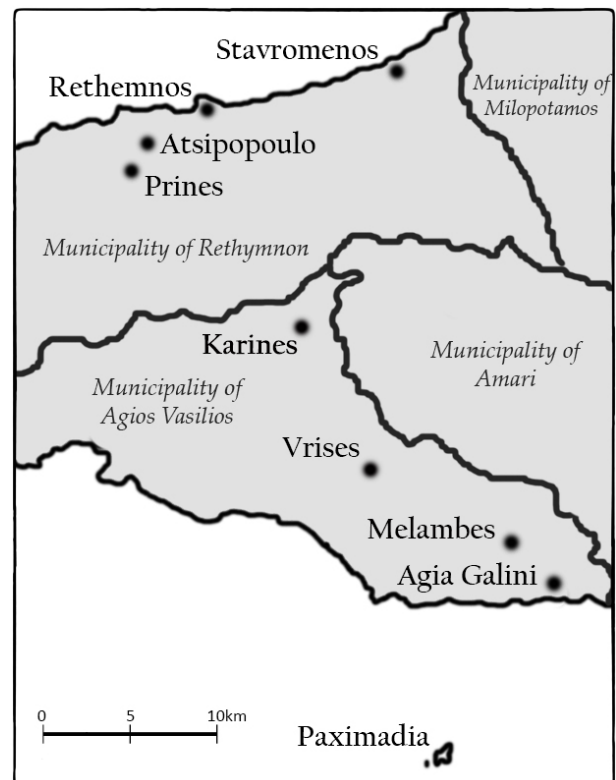 Stavromenos
Rethemnos
Municipality of
Milopotamos
Atsipopoulo
Prines
Municipality of Rethymnon
Karines
Municipality of
Amari
Municipality of
Agios Vasilios
Vrises
Melambes
Agia Galini
0 5 10km
Paximadia